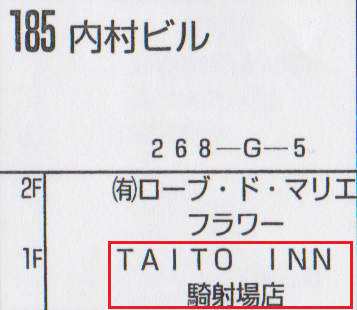 185 内村ビル
268―G―5
2F ㈲ローブ・ド・マリエ
フラワー
1F TAITO INN
騎射場店